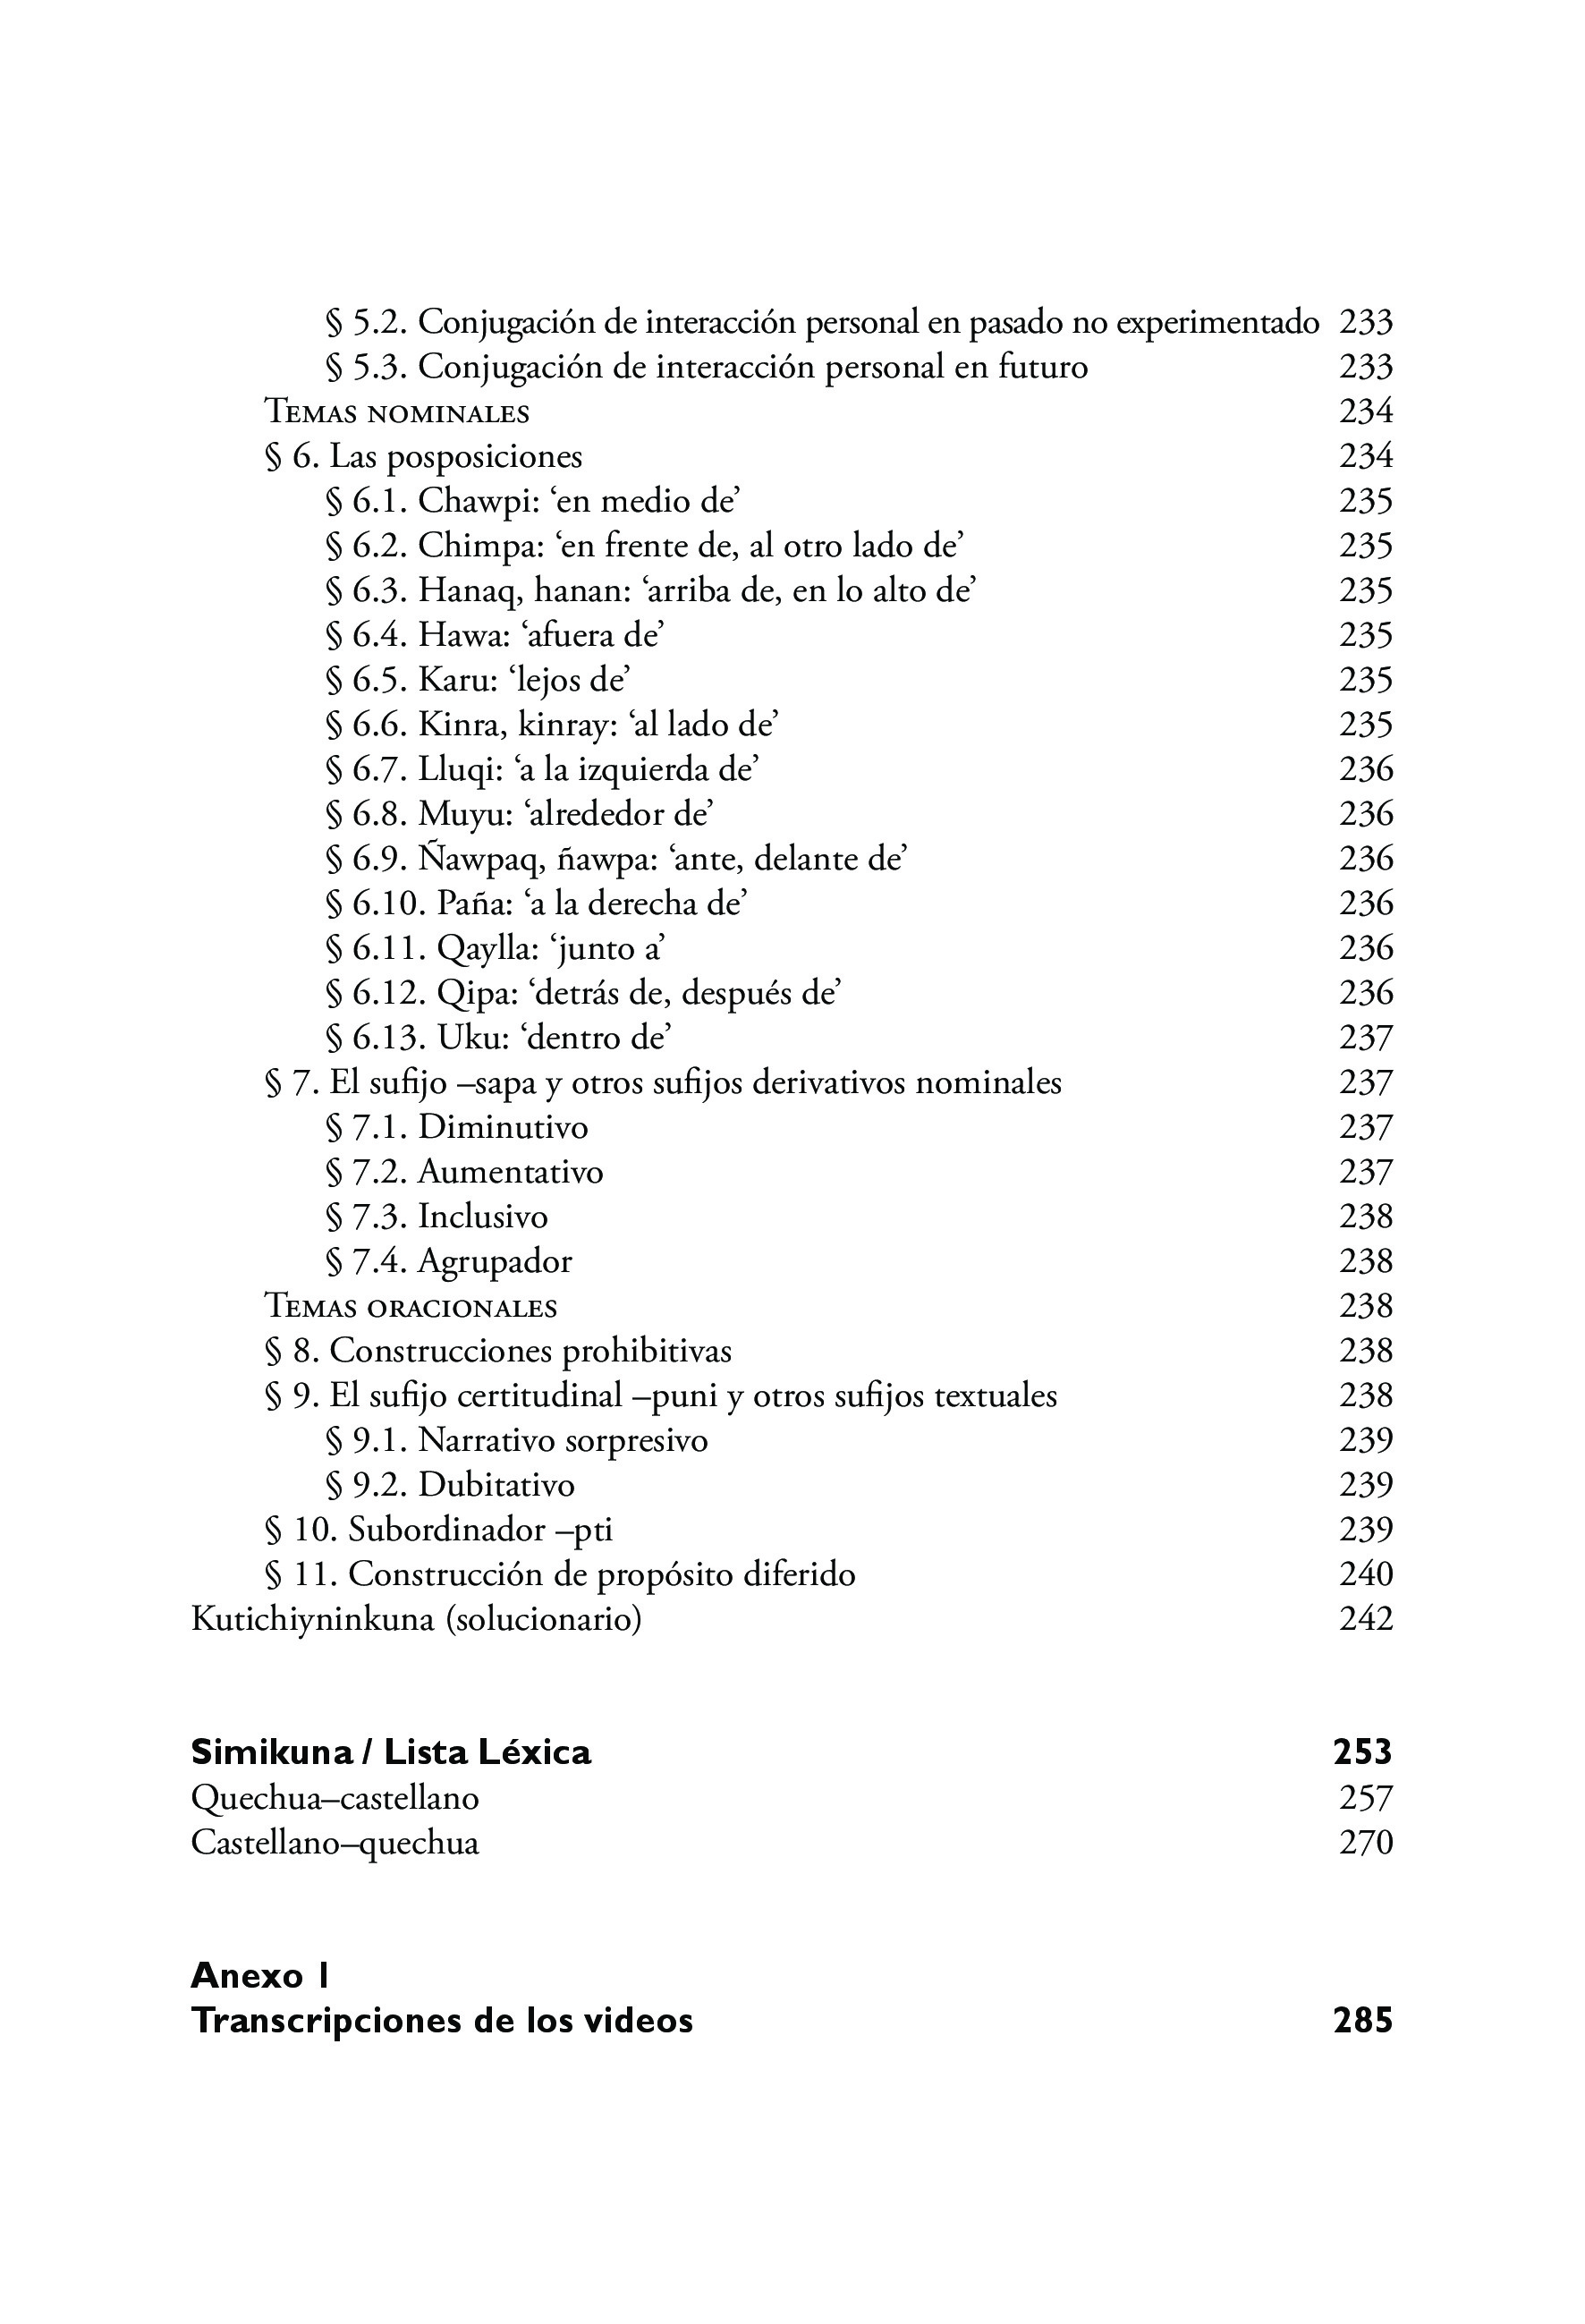 § 5.2. Conjugación de interacción personal en pasado no experimentado 233
§ 5.3. Conjugación de interacción personal en futuro 233
Temas nominales 234
§ 6. Las posposiciones 234
§ 6.1. Chawpi: ‘en medio de’ 235
§ 6.2. Chimpa: ‘en frente de, al otro lado de’ 235
§ 6.3. Hanaq, hanan: ‘arriba de, en lo alto de’ 235
§ 6.4. Hawa: ‘afuera de’ 235
§ 6.5. Karu: ‘lejos de’ 235
§ 6.6. Kinra, kinray: ‘al lado de’ 235
§ 6.7. Lluqi: ‘a la izquierda de’ 236
§ 6.8. Muyu: ‘alrededor de’ 236
§ 6.9. Ñawpaq, ñawpa: ‘ante, delante de’ 236
§ 6.10. Paña: ‘a la derecha de’ 236
§ 6.11. Qaylla: ‘junto a’ 236
§ 6.12. Qipa: ‘detrás de, después de’ 236
§ 6.13. Uku: ‘dentro de’ 237
§ 7. El sufijo –sapa y otros sufijos derivativos nominales 237
§ 7.1. Diminutivo 237
§ 7.2. Aumentativo 237
§ 7.3. Inclusivo 238
§ 7.4. Agrupador 238
Temas oracionales 238
§ 8. Construcciones prohibitivas 238
§ 9. El sufijo certitudinal –puni y otros sufijos textuales 238
§ 9.1. Narrativo sorpresivo 239
§ 9.2. Dubitativo 239
§ 10. Subordinador –pti 239
§ 11. Construcción de propósito diferido 240
Kutichiyninkuna (solucionario) 242
Simikuna / Lista Léxica 253
Quechua–castellano 257
Castellano–quechua 270
Anexo 1
Transcripciones de los videos 285